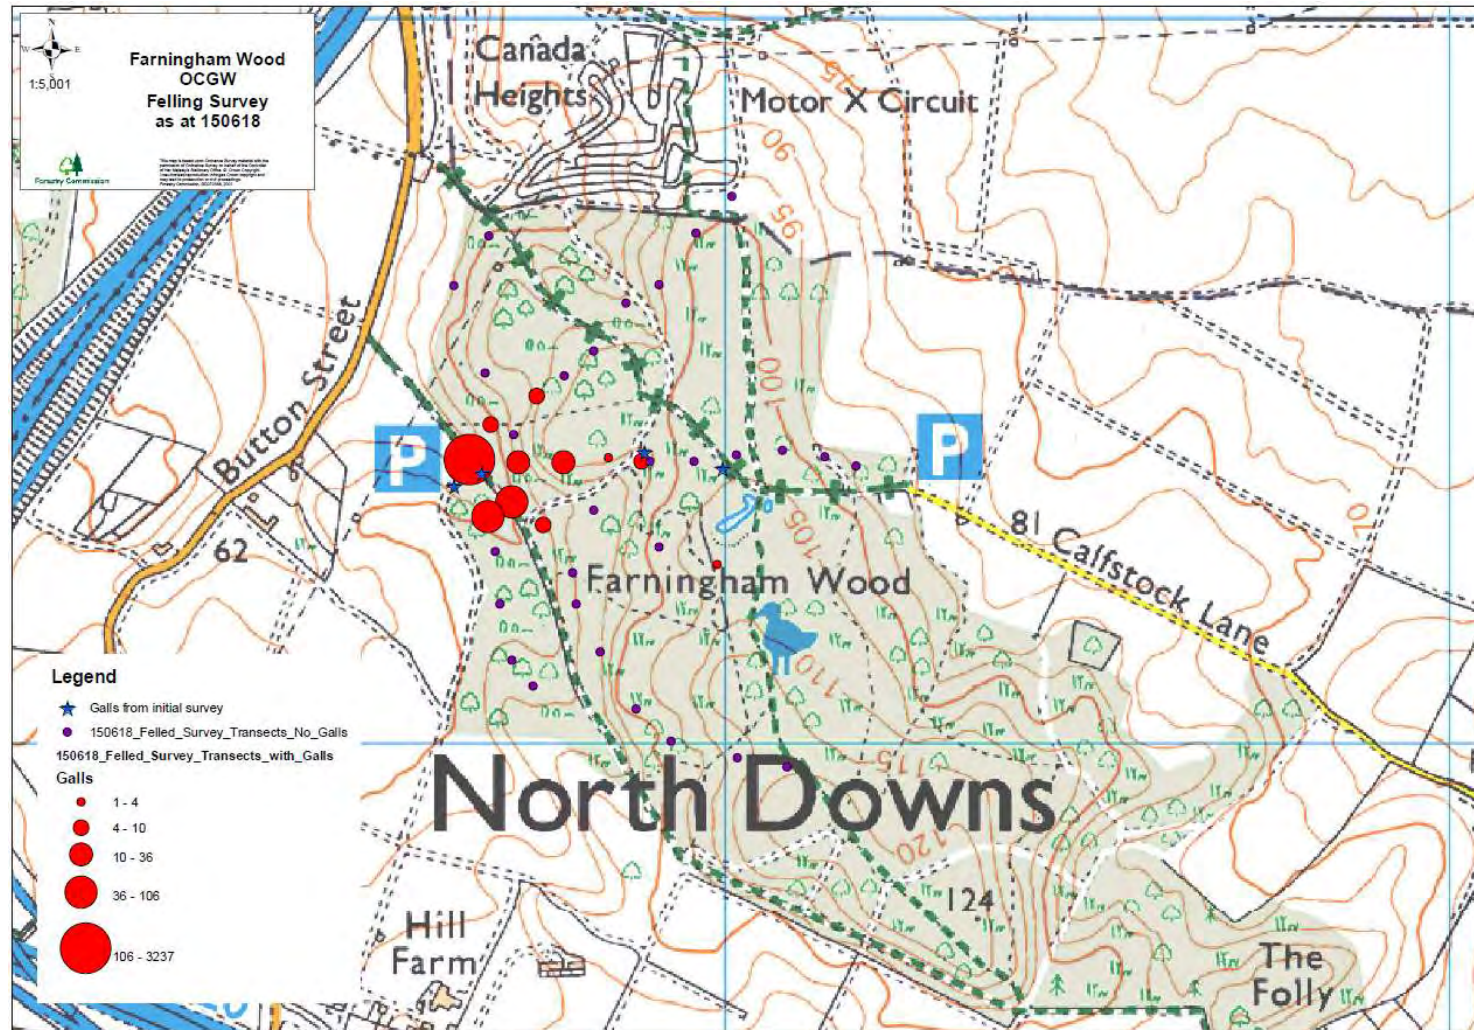 N
W
E
1:5,001
Farningham Wood
OCGW
Felling Survey
as at 150618
Forestry Commission
Canada
Heights
Motor X Circuit
75
90
95
100
Button Street
P
P
62
81
Calfstock Lane
70
105
Farningham Wood
110
115
North Downs
120
124
Hill
Farm
The
Folly
Legend
Galls from initial survey
150618_Felled_Survey_Transects_No_Galls
150618_Felled_Survey_Transects_with_Galls
Galls
1 - 4
4 - 10
10 - 36
36 - 106
106 - 3237